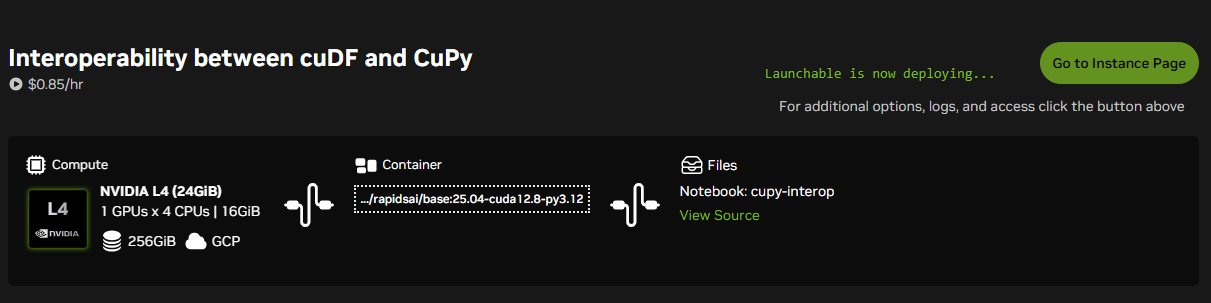 Interoperability between cuDF and CuPy
$0.85/hr
Launchable is now deploying...
Go to Instance Page
For additional options, logs, and access click the button above
Compute
L4
NVIDIA
NVIDIA L4 (24GiB)
1 GPUs x 4 CPUs | 16GiB
256GiB
GCP
Container
.../rapidsai/base:25.04-cuda12.8-py3.12
Files
Notebook: cupy-interop
View Source